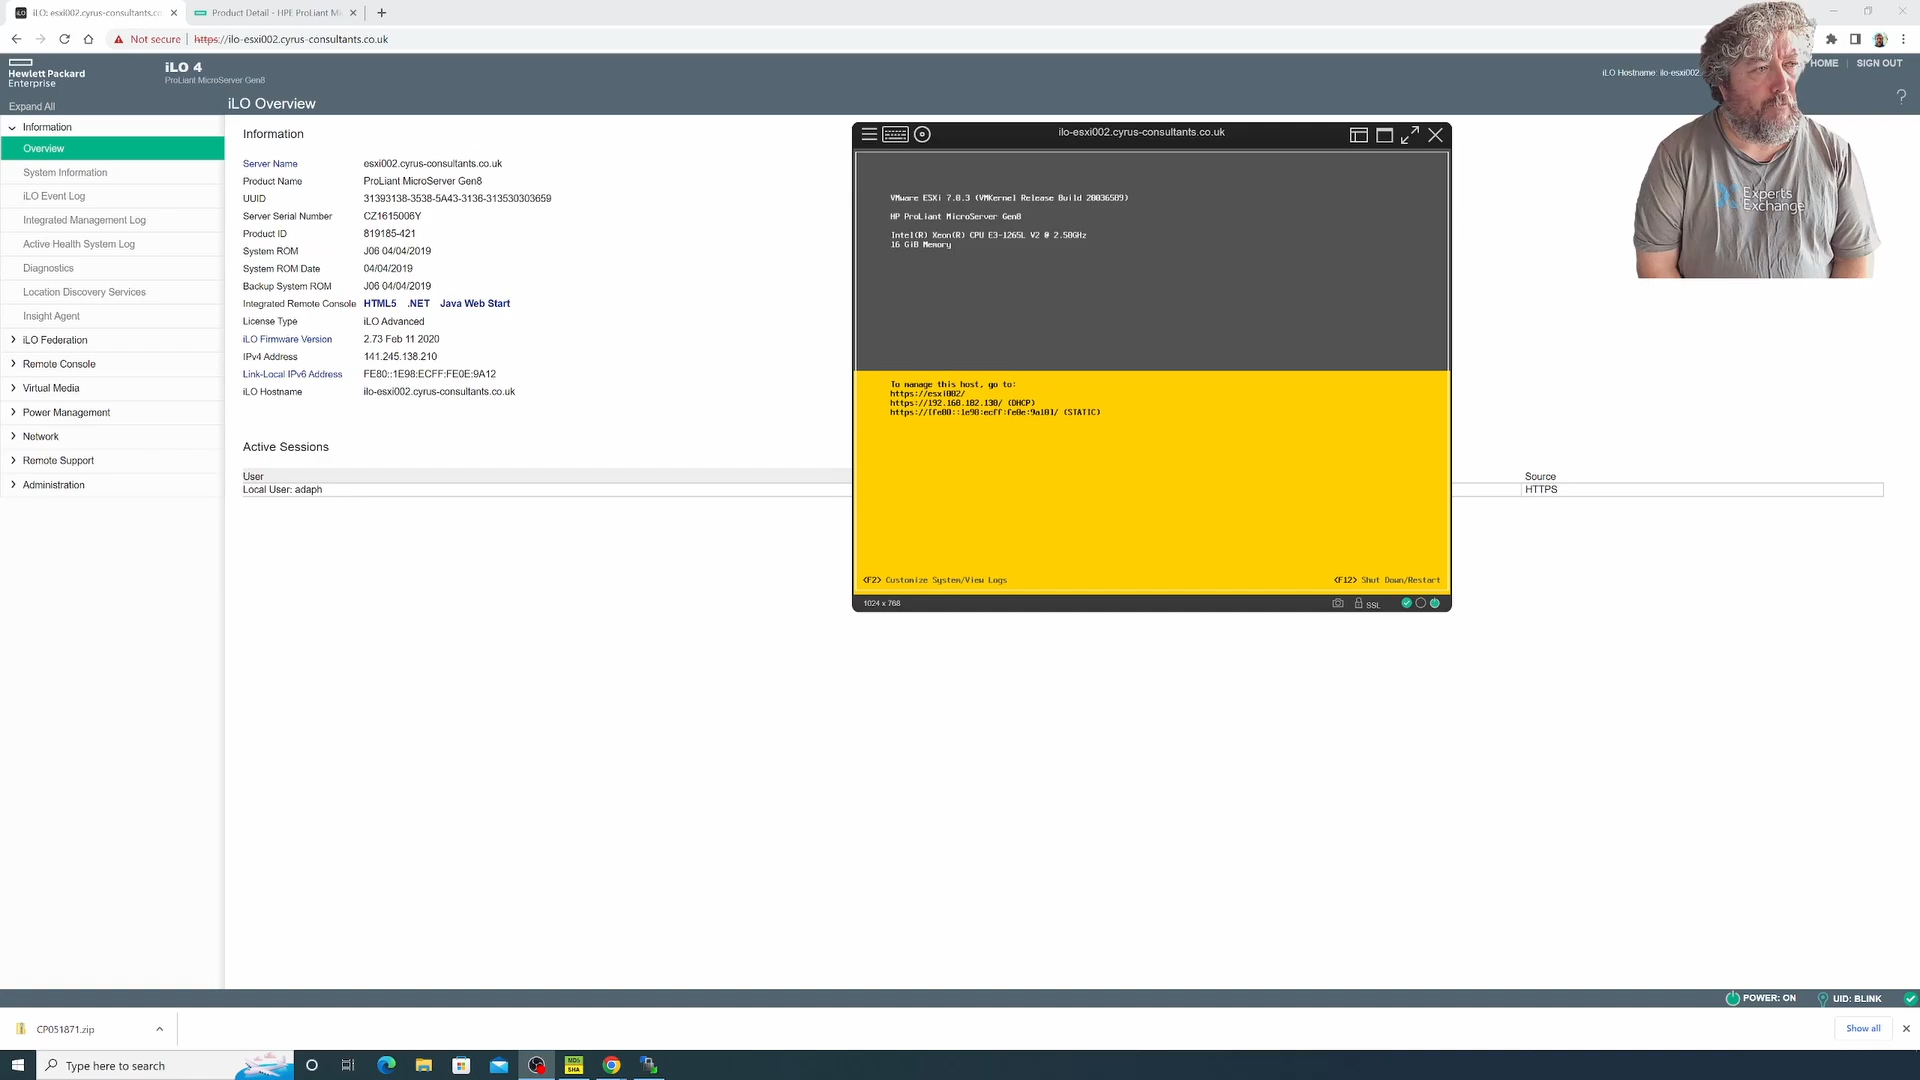 iLO: esxi002.cyrus-consultants.co
Product Detail - HPE ProLiant Mi
Not secure
https://ilo-esxi002.cyrus-consultants.co.uk
Hewlett Packard
Enterprise
iLO 4
ProLiant MicroServer Gen8
iLO Hostname: ilo-esxi002.
HOME
SIGN OUT
Expand All
iLO Overview
?
Information
Overview
System Information
iLO Event Log
Integrated Management Log
Active Health System Log
Diagnostics
Location Discovery Services
Insight Agent
iLO Federation
Remote Console
Virtual Media
Power Management
Network
Remote Support
Administration
Information
Server Name esxi002.cyrus-consultants.co.uk
Product Name ProLiant MicroServer Gen8
UUID 31393138-3538-5A43-3136-313530303659
Server Serial Number CZ1615006Y
Product ID 819185-421
System ROM J06 04/04/2019
System ROM Date 04/04/2019
Backup System ROM J06 04/04/2019
Integrated Remote Console HTML5 .NET Java Web Start
License Type iLO Advanced
iLO Firmware Version 2.73 Feb 11 2020
IPv4 Address 141.245.138.210
Link-Local IPv6 Address FE80::1E98:ECFF:FE0E:9A12
iLO Hostname ilo-esxi002.cyrus-consultants.co.uk
Active Sessions
User
Source
Local User: adaph
HTTPS
ilo-esxi002.cyrus-consultants.co.uk
VMware ESXi 7.0.3 (VMKernel Release Build 20036589)
HP ProLiant MicroServer Gen8
Intel(R) Xeon(R) CPU E3-1265L V2 @ 2.50GHz
16 GiB Memory
To manage this host, go to:
https://esxi002/
https://192.168.182.130/ (DHCP)
https://[fe80::1e98:ecff:fe0e:9a10]/ (STATIC)
<F2> Customize System/View Logs
<F12> Shut Down/Restart
1024 x 768
SSL
Experts
Exchange
POWER: ON
UID: BLINK
CP051871.zip
Show all
Type here to search
MD5
SHA